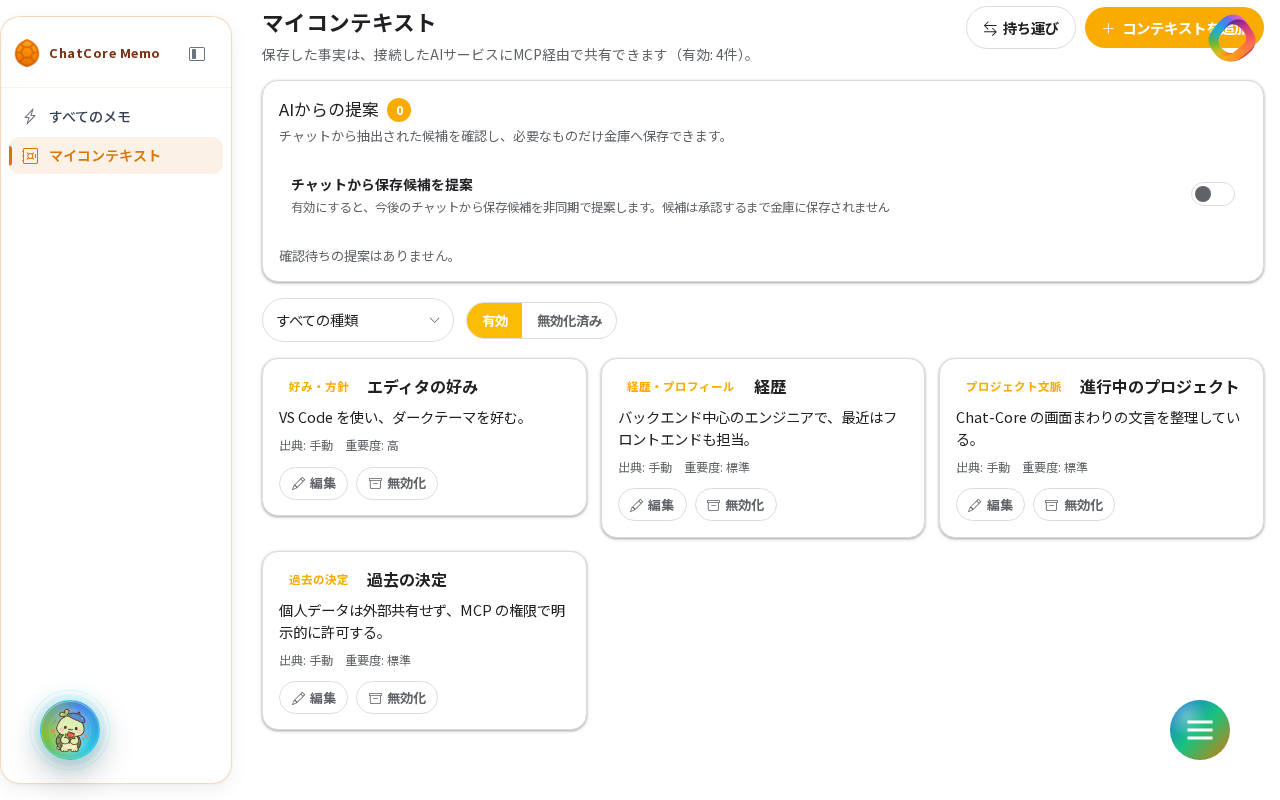 ChatCore Memo
すべてのメモ
マイコンテキスト
マイコンテキスト
保存した事実は、接続したAIサービスにMCP経由で共有できます（有効: 4件）。
持ち運び
コンテキストを追加
AIからの提案 0
チャットから抽出された候補を確認し、必要なものだけ金庫へ保存できます。
チャットから保存候補を提案
有効にすると、今後のチャットから保存候補を非同期で提案します。候補は承認するまで金庫に保存されません
確認待ちの提案はありません。
すべての種類
有効
無効化済み
好み・方針 エディタの好み
VS Code を使い、ダークテーマを好む。
出典: 手動 重要度: 高
編集 無効化
経歴・プロフィール 経歴
バックエンド中心のエンジニアで、最近はフ
ロントエンドも担当。
出典: 手動 重要度: 標準
編集 無効化
プロジェクト文脈 進行中のプロジェクト
Chat-Core の画面まわりの文言を整理してい
る。
出典: 手動 重要度: 標準
編集 無効化
過去の決定 過去の決定
個人データは外部共有せず、MCP の権限で明
示的に許可する。
出典: 手動 重要度: 標準
編集 無効化